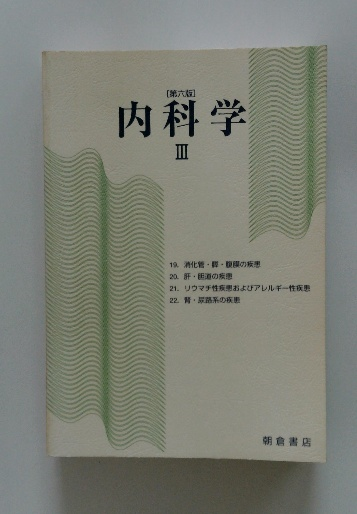 ［第六版］
内科学
III
19. 消化管・膵・腹膜の疾患
20. 肝・胆道の疾患
21. リウマチ性疾患およびアレルギー性疾患
22. 腎・尿路系の疾患
朝倉書店